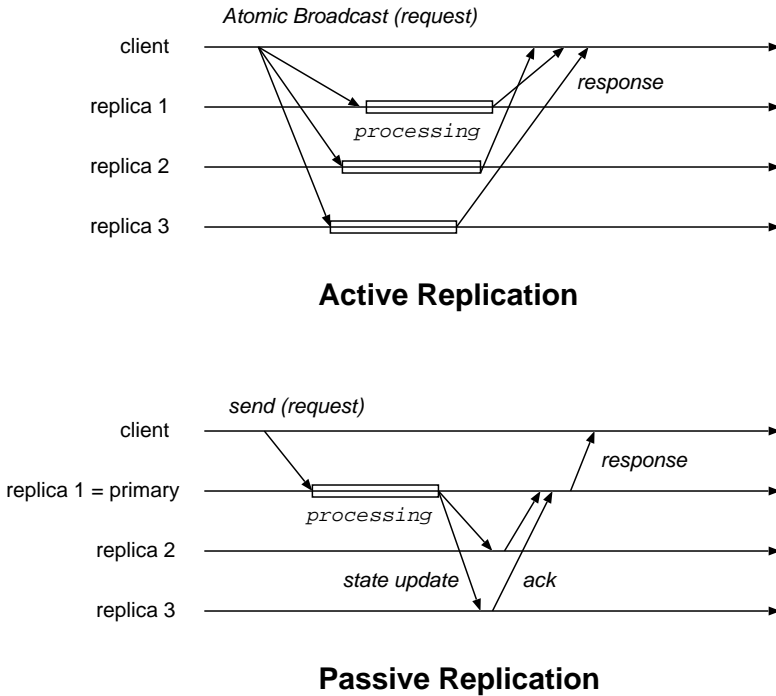 Atomic Broadcast (request)
client
response
replica 1
processing
replica 2
replica 3
Active Replication
send (request)
client
response
replica 1 = primary
processing
replica 2
state update
ack
replica 3
Passive Replication